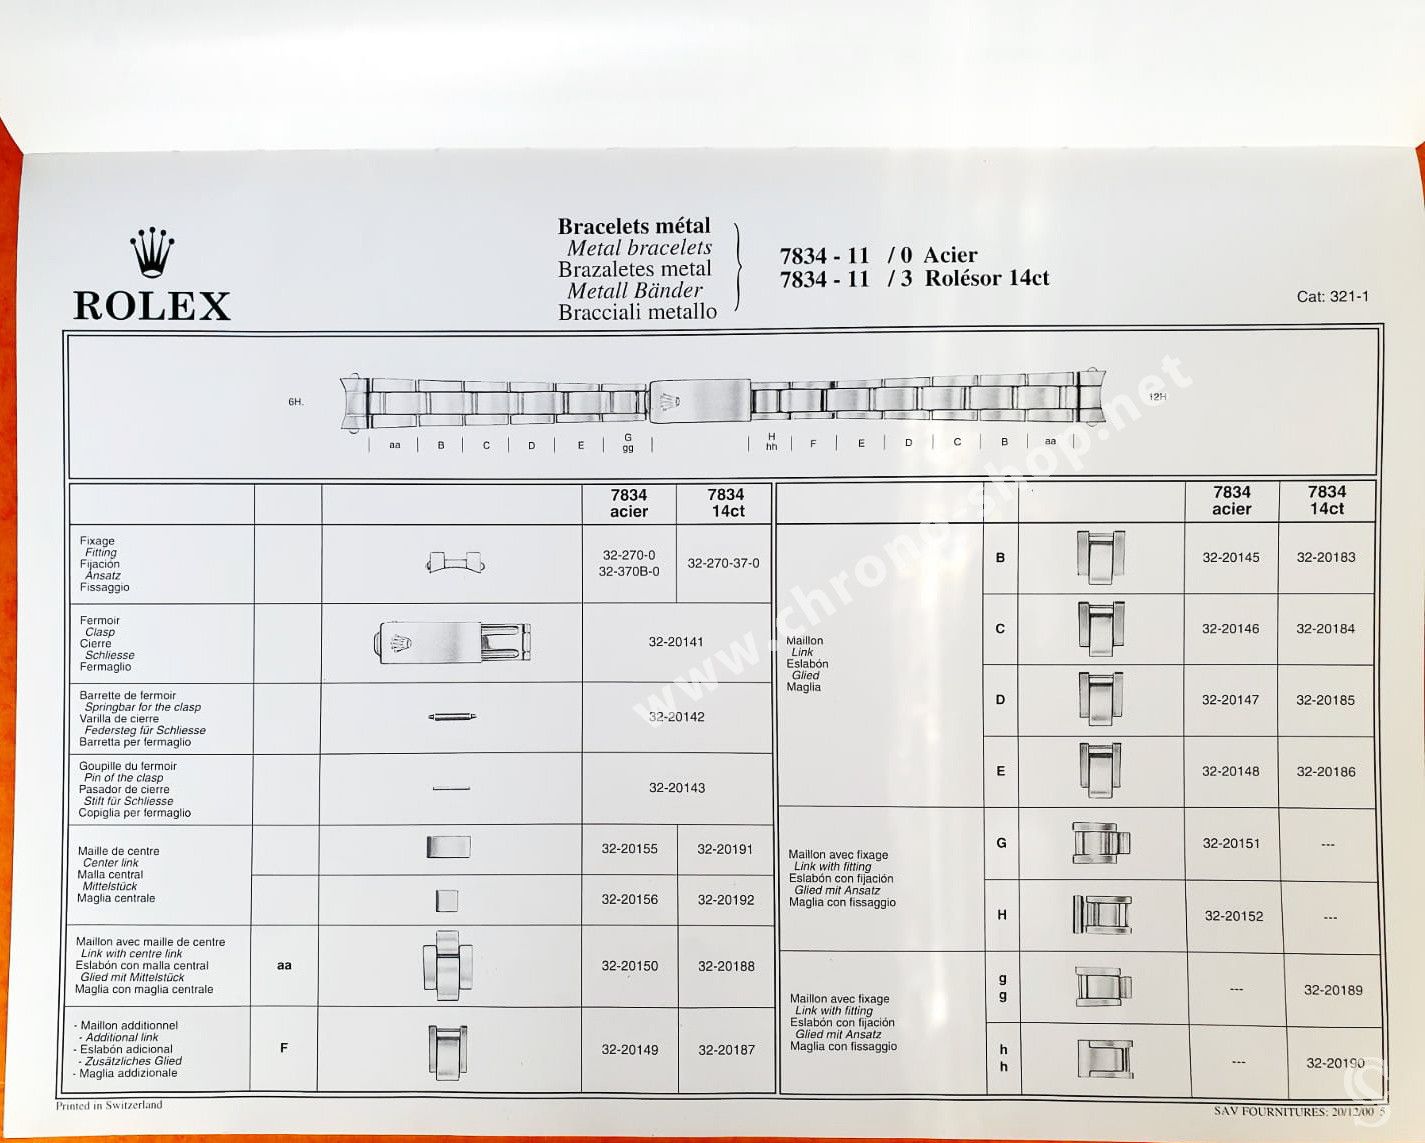 ROLEX
Bracelets métal
Metal bracelets
Brazaletes metal
Metall Bänder
Bracciali metallo
7834 - 11 / 0 Acier
7834 - 11 / 3 Rolésor 14ct
Cat: 321-1
6H.
12H
aa B C D E G gg
H hh F E D C B aa
7834 acier
7834 14ct
Fixage
Fitting
Fijación
Ansatz
Fissaggio
32-270-0
32-370B-0
32-270-37-0
Fermoir
Clasp
Cierre
Schliesse
Fermaglio
32-20141
Barrette de fermoir
Springbar for the clasp
Varilla de cierre
Federsteg für Schliesse
Barretta per fermaglio
32-20142
Goupille du fermoir
Pin of the clasp
Pasador de cierre
Stift für Schliesse
Copiglia per fermaglio
32-20143
Maille de centre
Center link
Malla central
Mittelstück
Maglia centrale
32-20155 32-20191
32-20156 32-20192
Maillon avec maille de centre
Link with centre link
Eslabón con malla central
Glied mit Mittelstück
Maglia con maglia centrale
aa
32-20150 32-20188
- Maillon additionnel
- Additional link
- Eslabón adicional
- Zusätzliches Glied
- Maglia addizionale
F
32-20149 32-20187
7834 acier
7834 14ct
Maillon
Link
Eslabón
Glied
Maglia
B 32-20145 32-20183
C 32-20146 32-20184
D 32-20147 32-20185
E 32-20148 32-20186
Maillon avec fixage
Link with fitting
Eslabón con fijación
Glied mit Ansatz
Maglia con fissaggio
G 32-20151 ---
H 32-20152 ---
Maillon avec fixage
Link with fitting
Eslabón con fijación
Glied mit Ansatz
Maglia con fissaggio
g
g
--- 32-20189
h
h
--- 32-20190
Printed in Switzerland
SAV FOURNITURES: 20/12/00 5
www.chrono-shop.net